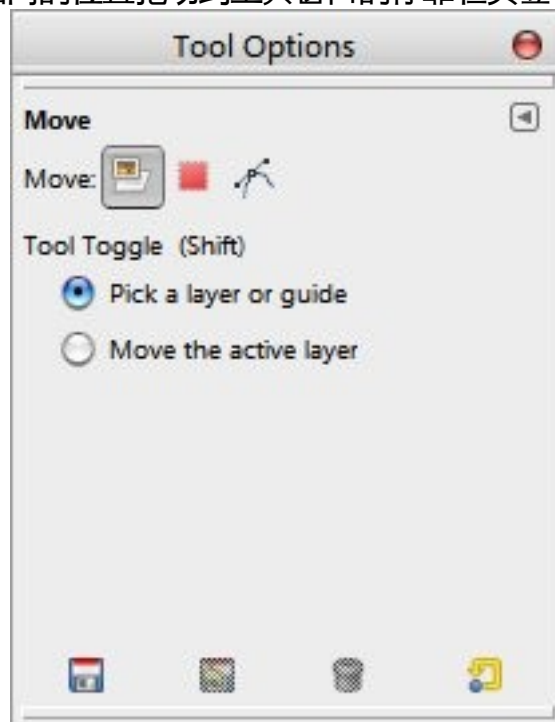 Tool Options
Move
Move:
Tool Toggle (Shift)
Pick a layer or guide
Move the active layer